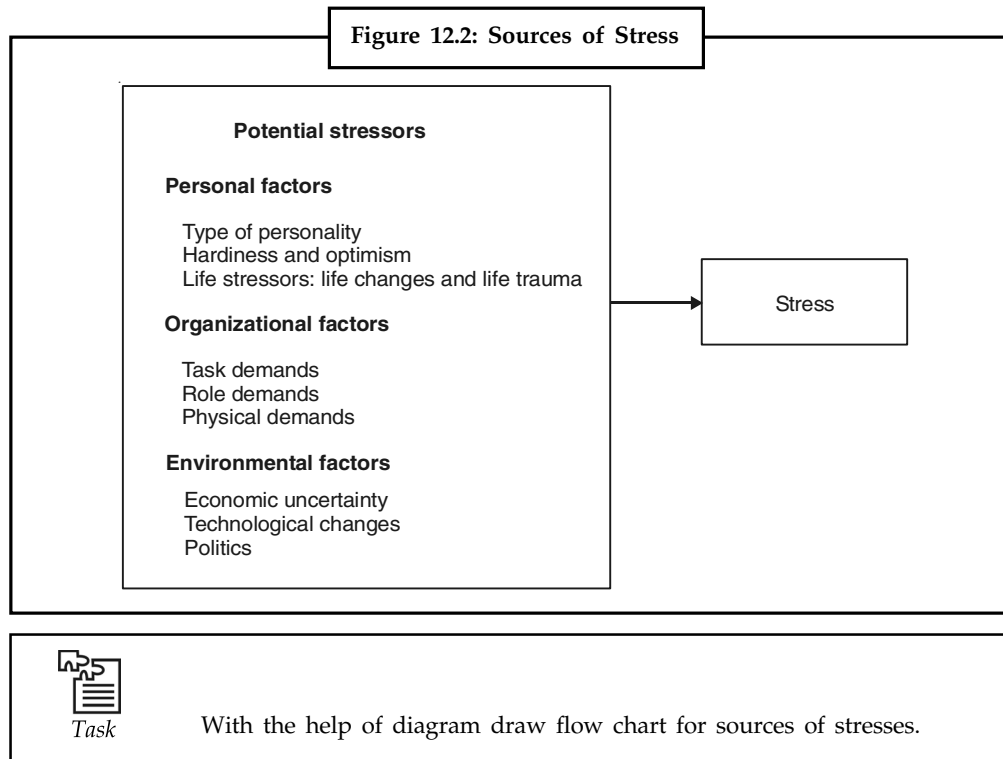 Figure 12.2: Sources of Stress
Potential stressors
Personal factors
Type of personality
Hardiness and optimism
Life stressors: life changes and life trauma
Stress
Organizational factors
Task demands
Role demands
Physical demands
Environmental factors
Economic uncertainty
Technological changes
Politics
Task
With the help of diagram draw flow chart for sources of stresses.